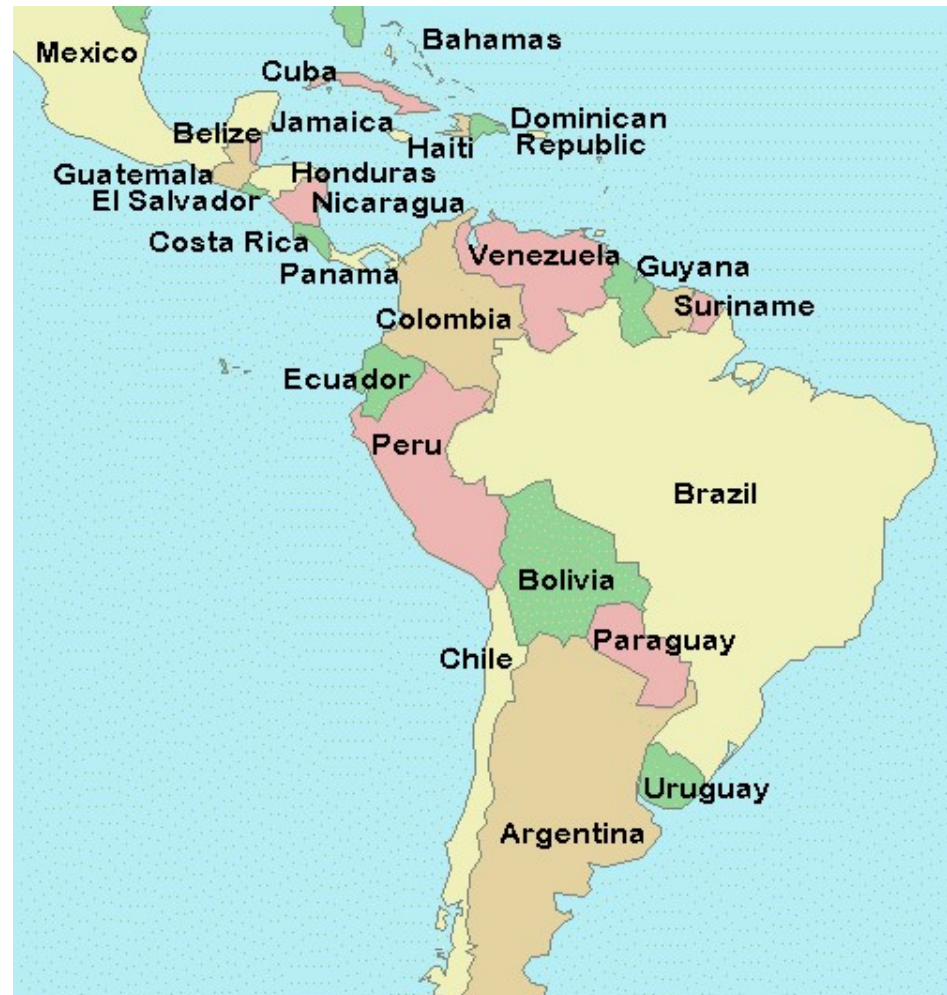 Mexico
Bahamas
Cuba
Jamaica
Belize
Haiti
Dominican
Republic
Guatemala
Honduras
El Salvador
Nicaragua
Costa Rica
Panama
Venezuela
Guyana
Suriname
Colombia
Ecuador
Peru
Brazil
Bolivia
Paraguay
Chile
Uruguay
Argentina